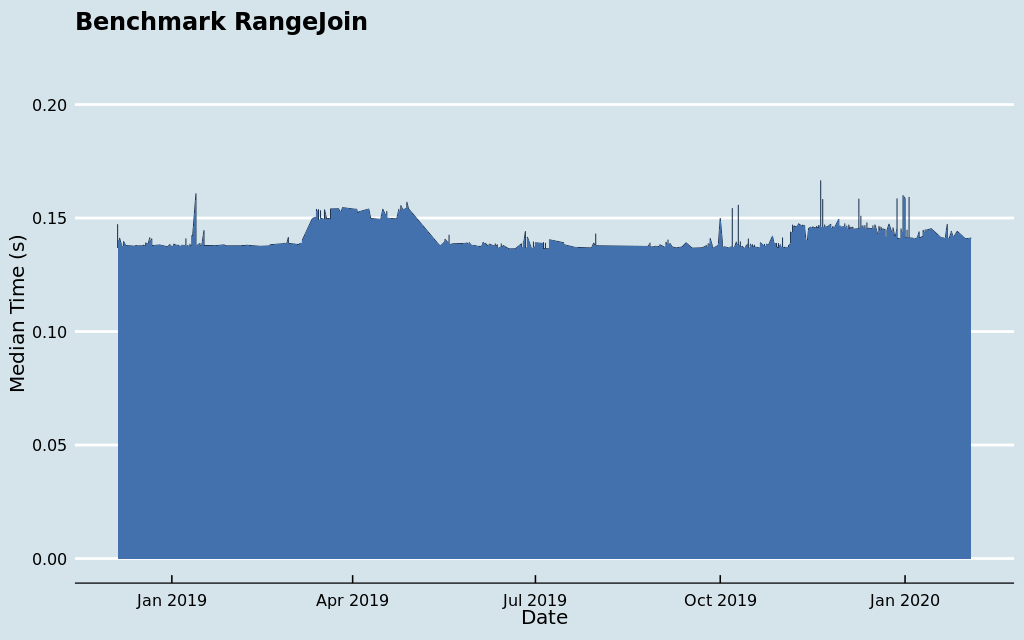 Benchmark RangeJoin
Median Time (s)
0.20
0.15
0.10
0.05
0.00
Jan 2019
Apr 2019
Jul 2019
Oct 2019
Jan 2020
Date